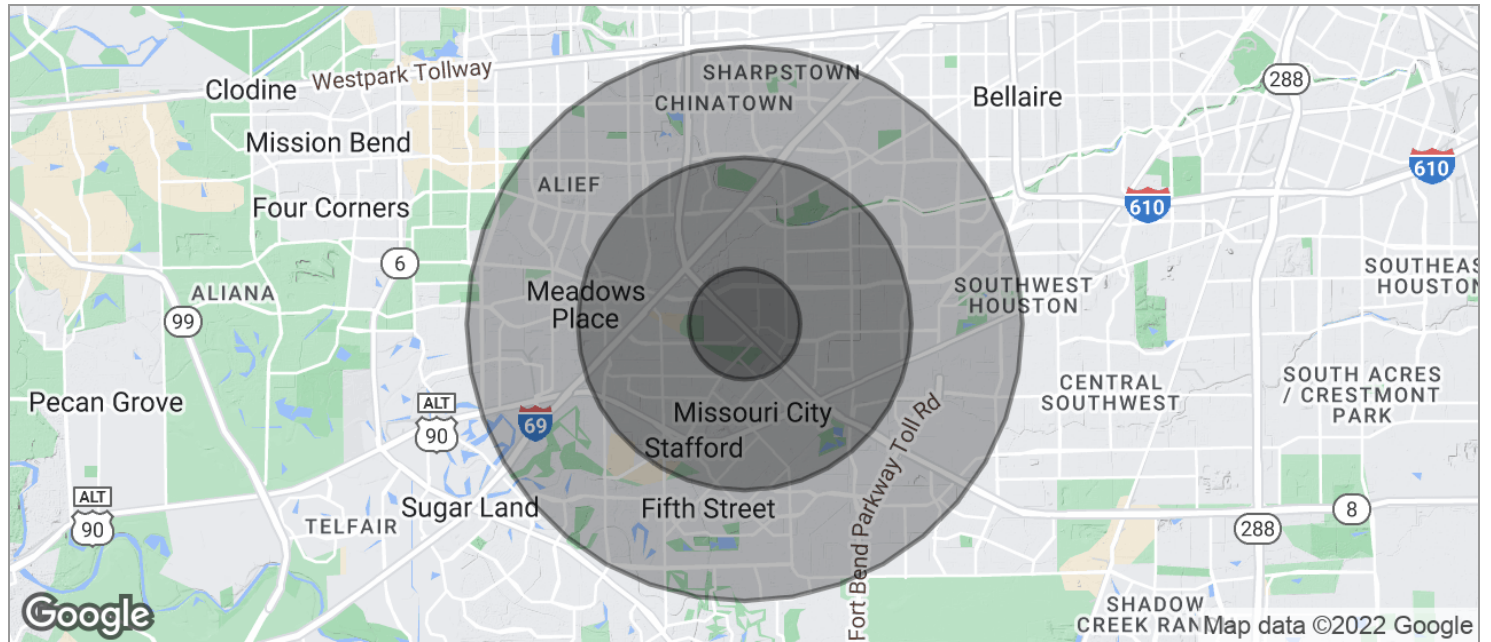 SHARPSTOWN
Westpark Tollway
288
Clodine
CHINATOWN
Bellaire
Mission Bend
610
ALIEF
610
Four Corners
6
SOUTHEAS
HOUSTON
ALIANA
Meadows
Place
SOUTHWEST
HOUSTON
99
CENTRAL
SOUTHWEST
SOUTH ACRES
/ CRESTMONT
PARK
Pecan Grove
ALT
90
69
Missouri City
Stafford
Fort Bend Parkway Toll Rd
ALT
90
Sugar Land
Fifth Street
TELFAIR
288
8
SHADOW
CREEK RAN
Google
Map data ©2022 Google